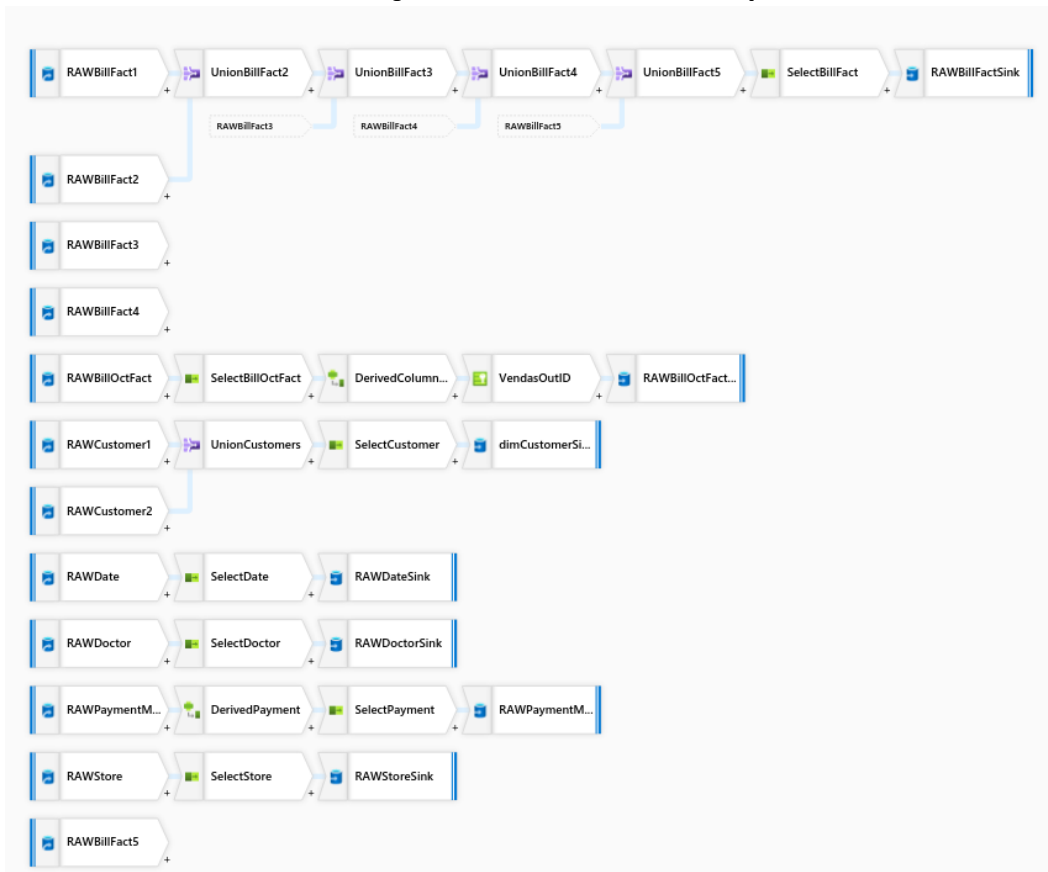 RAWBillFact1 UnionBillFact2 UnionBillFact3 UnionBillFact4 UnionBillFact5 SelectBillFact RAWBillFactSink
+ + + + + +
RAWBillFact3 RAWBillFact4 RAWBillFact5
RAWBillFact2
+
RAWBillFact3
+
RAWBillFact4
+
RAWBillOctFact SelectBillOctFact DerivedColumn... VendasOutID RAWBillOctFact...
+ + + +
RAWCustomer1 UnionCustomers SelectCustomer dimCustomerSi...
+ + +
RAWCustomer2
+
RAWDate SelectDate RAWDateSink
+ +
RAWDoctor SelectDoctor RAWDoctorSink
+ +
RAWPaymentM... DerivedPayment SelectPayment RAWPaymentM...
+ + +
RAWStore SelectStore RAWStoreSink
+ +
RAWBillFact5
+